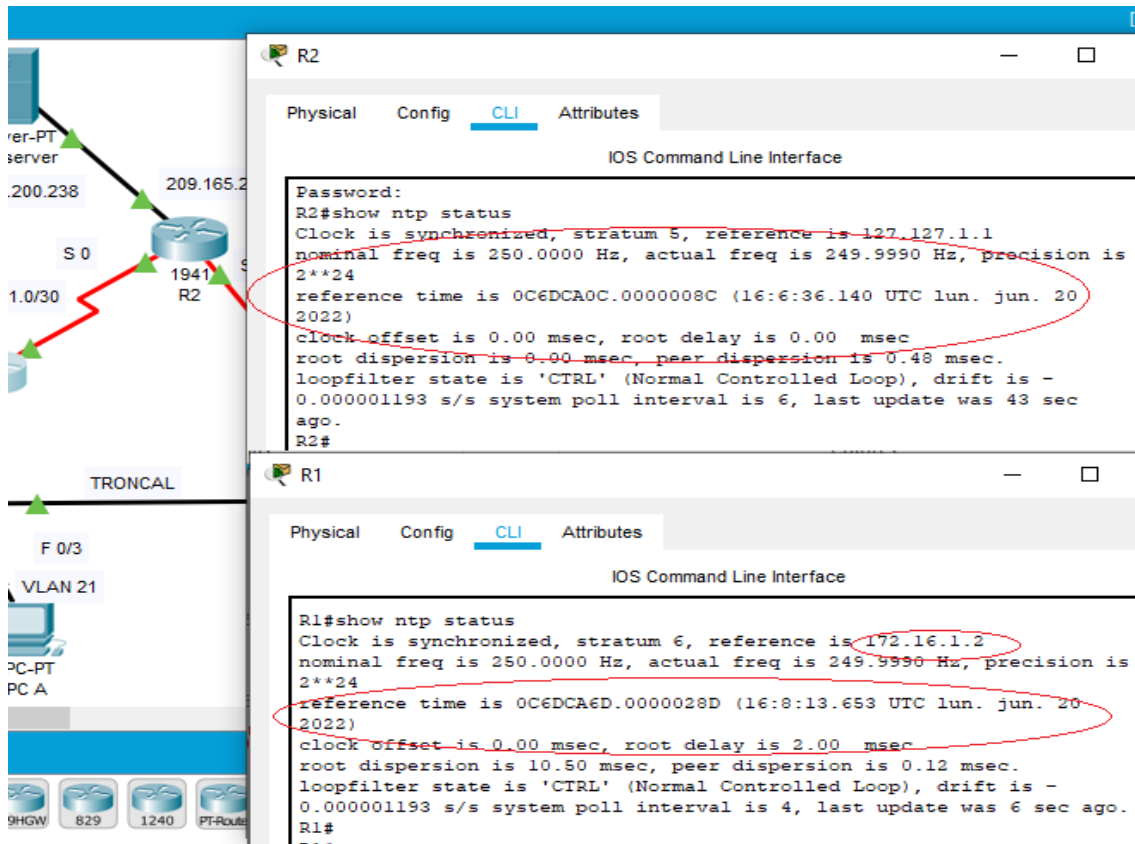 R2
Physical Config CLI Attributes
IOS Command Line Interface
Password:
R2#show ntp status
Clock is synchronized, stratum 5, reference is 127.127.1.1
nominal freq is 250.0000 Hz, actual freq is 249.9990 Hz, precision is
2**24
reference time is 0C6DCA0C.0000008C (16:6:36.140 UTC lun. jun. 20
2022)
clock offset is 0.00 msec, root delay is 0.00 msec
root dispersion is 0.00 msec, peer dispersion is 0.48 msec.
loopfilter state is 'CTRL' (Normal Controlled Loop), drift is -
0.000001193 s/s system poll interval is 6, last update was 43 sec
ago.
R2#
ver-PT
server
.200.238
209.165.2
S 0
1941
R2
1.0/30
TRONCAL
F 0/3
VLAN 21
PC-PT
PC A
9HGW
829
1240
PT-Route
R1
Physical Config CLI Attributes
IOS Command Line Interface
R1#show ntp status
Clock is synchronized, stratum 6, reference is 172.16.1.2
nominal freq is 250.0000 Hz, actual freq is 249.9990 Hz, precision is
2**24
reference time is 0C6DCA6D.0000028D (16:8:13.653 UTC lun. jun. 20
2022)
clock offset is 0.00 msec, root delay is 2.00 msec
root dispersion is 10.50 msec, peer dispersion is 0.12 msec.
loopfilter state is 'CTRL' (Normal Controlled Loop), drift is -
0.000001193 s/s system poll interval is 4, last update was 6 sec ago.
R1#